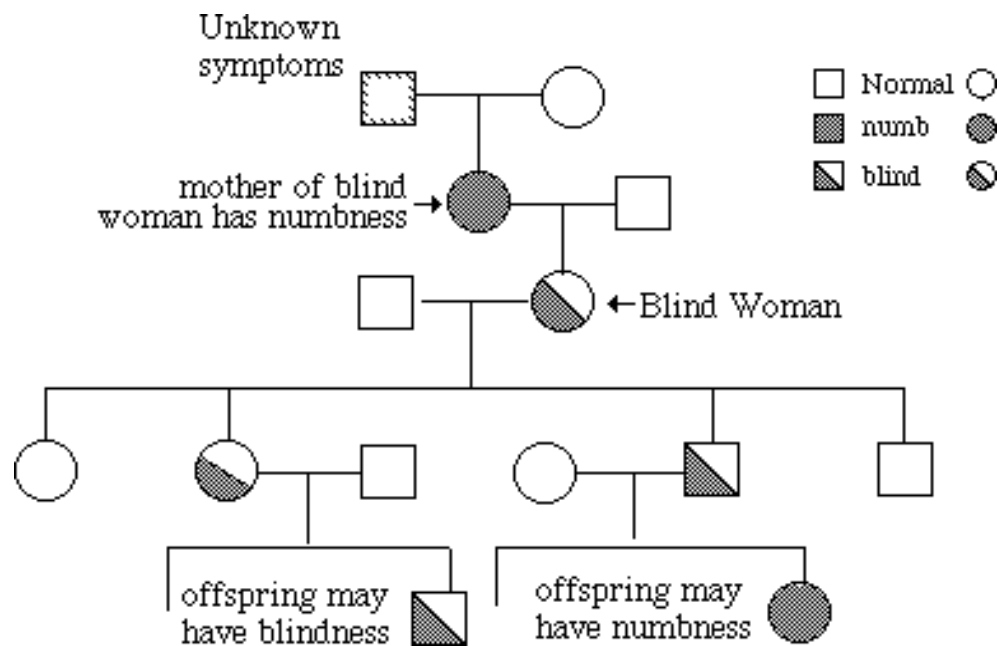 Unknown
symptoms
Normal
numb
blind
mother of blind
woman has numbness
Blind Woman
offspring may
have blindness
offspring may
have numbness